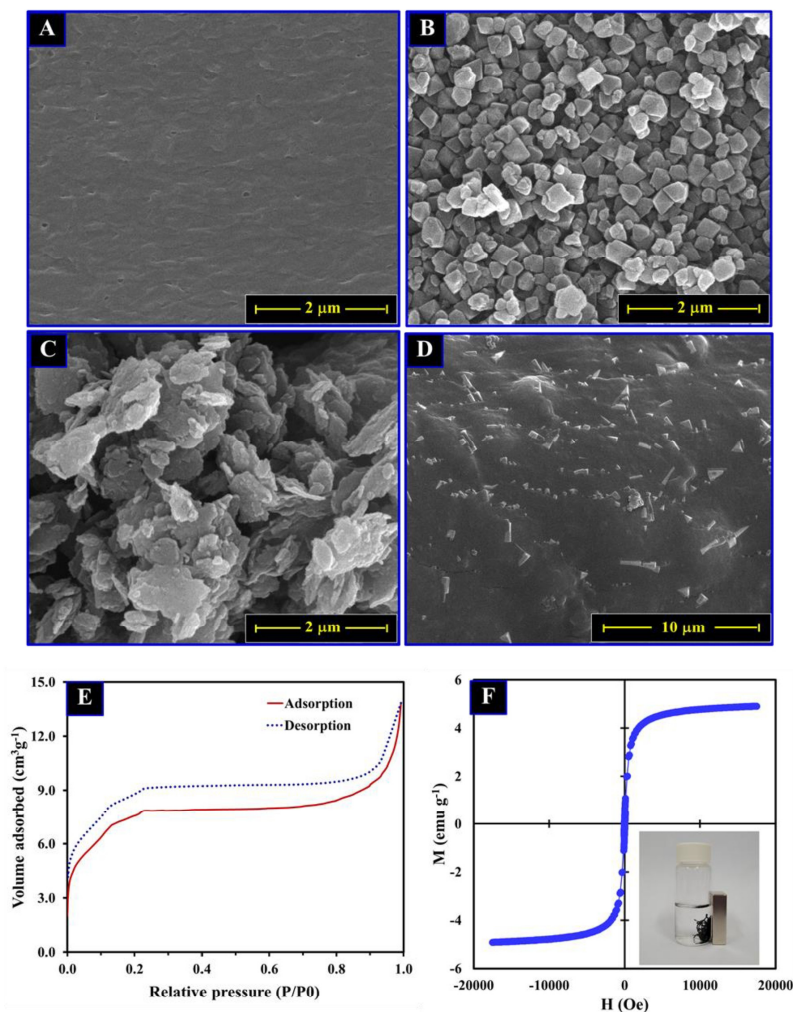 A
B
2 μm
2 μm
C
D
2 μm
10 μm
E
15.0
12.0
9.0
6.0
3.0
0.0
Volume adsorbed (cm³g⁻¹)
Adsorption
Desorption
0.0 0.2 0.4 0.6 0.8 1.0
Relative pressure (P/P0)
F
6
4
2
0
-2
-4
-6
M (emu g⁻¹)
-20000 -10000 0 10000 20000
H (Oe)